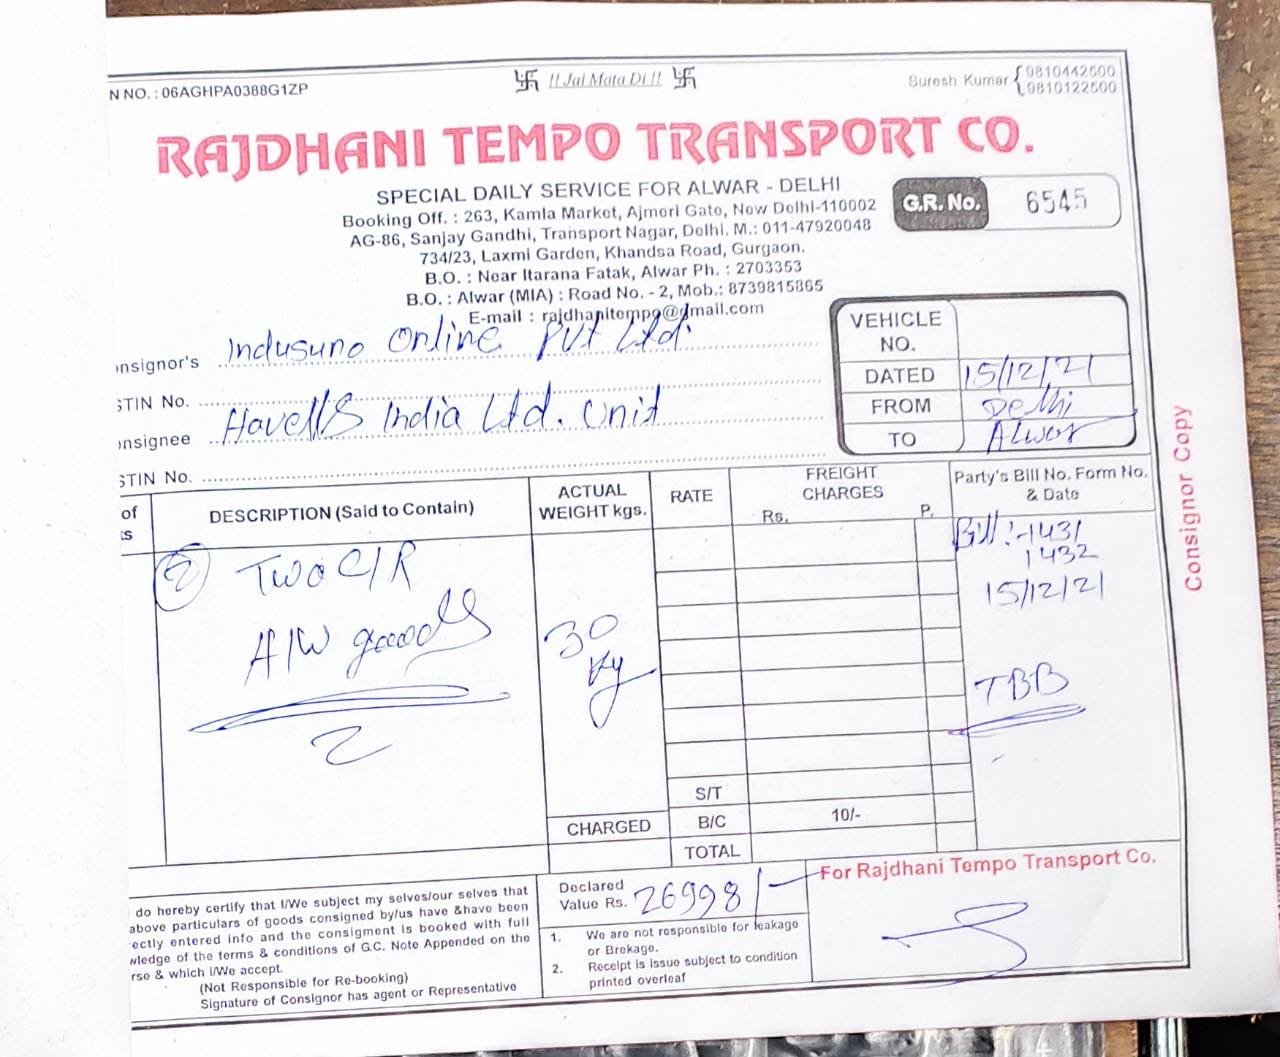 N NO. : 06AGHPA0388G1ZP
卐 !! Jai Mata Di !! 卐
Suresh Kumar { 9810442500
9810122500
RAJDHANI TEMPO TRANSPORT CO.
SPECIAL DAILY SERVICE FOR ALWAR - DELHI
Booking Off. : 263, Kamla Market, Ajmeri Gate, New Delhi-110002
AG-86, Sanjay Gandhi, Transport Nagar, Delhi. M.: 011-47920048
734/23, Laxmi Garden, Khandsa Road, Gurgaon.
B.O. : Near Itarana Fatak, Alwar Ph. : 2703353
B.O. : Alwar (MIA) : Road No. - 2, Mob.: 8739815865
E-mail : rajdhanitempo@gmail.com
G.R. No. 6545
nsignor's Indusuno Online Pvt Ltd.
STIN No.
onsignee Havells India Ltd. Unit
STIN No.
VEHICLE NO.
DATED 15/12/21
FROM Delhi
TO Alwar
Consignor Copy
of
ts
DESCRIPTION (Said to Contain)
ACTUAL WEIGHT kgs.
RATE
FREIGHT CHARGES
Rs. P.
Party's Bill No. Form No. & Date
2 Two C/R
H/W goods
2
30
Kg
Bill :- 1431
1432
15/12/21
TBB
S/T
CHARGED
B/C 10/-
TOTAL
do hereby certify that I/We subject my selves/our selves that
above particulars of goods consigned by/us have &have been
ectly entered info and the consigment is booked with full
wledge of the terms & conditions of G.C. Note Appended on the
rse & which I/We accept.
(Not Responsible for Re-booking)
Signature of Consignor has agent or Representative
Declared
Value Rs. 26998/-
1. We are not responsible for leakage
or Brekage.
2. Receipt is issue subject to condition
printed overleaf
For Rajdhani Tempo Transport Co.